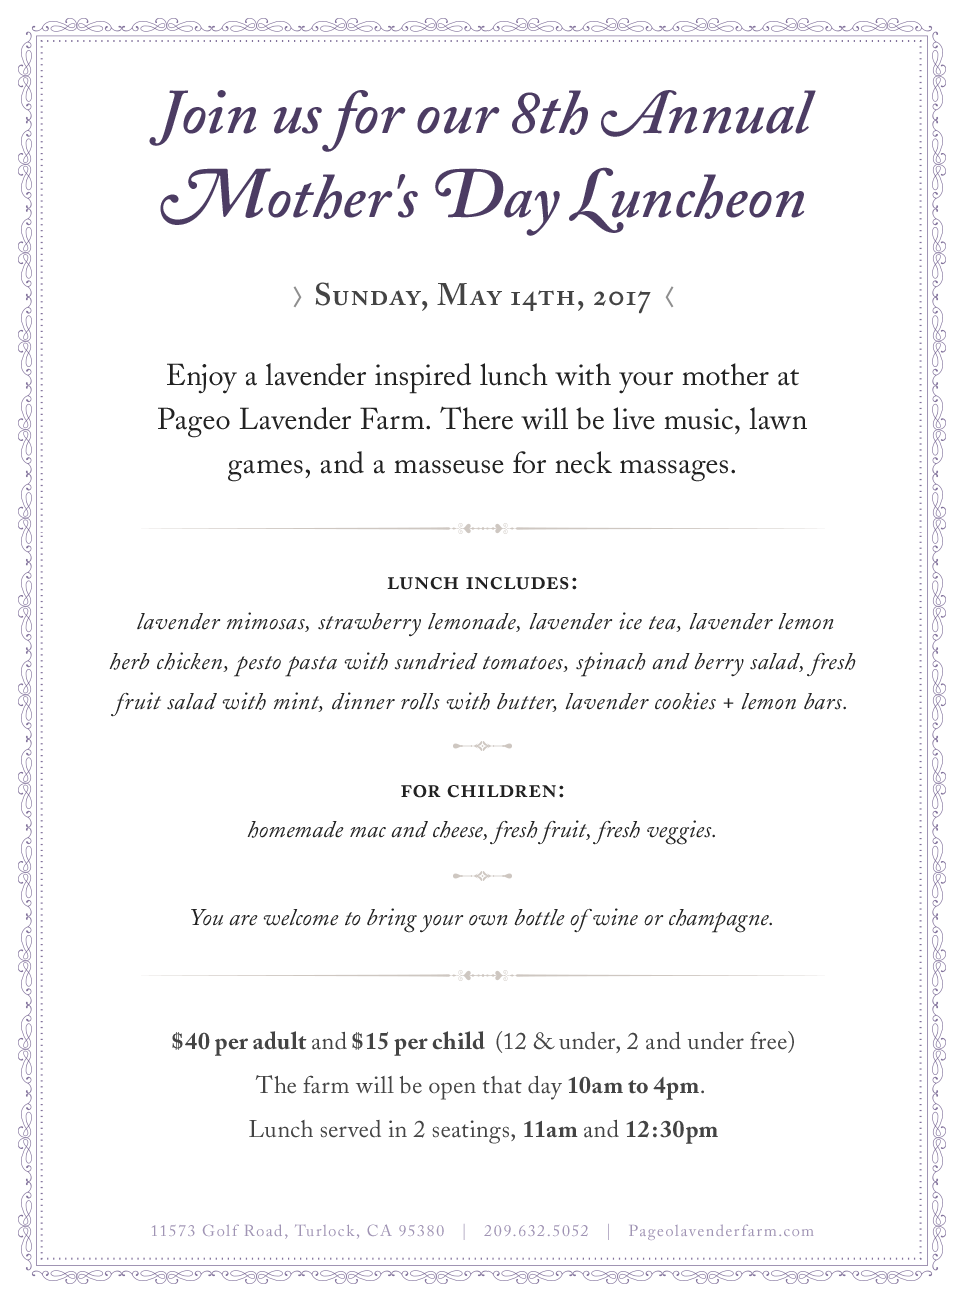 Join us for our 8th Annual
Mother's Day Luncheon
Sunday, May 14th, 2017
Enjoy a lavender inspired lunch with your mother at
Pageo Lavender Farm. There will be live music, lawn
games, and a masseuse for neck massages.
LUNCH INCLUDES:
lavender mimosas, strawberry lemonade, lavender ice tea, lavender lemon
herb chicken, pesto pasta with sundried tomatoes, spinach and berry salad, fresh
fruit salad with mint, dinner rolls with butter, lavender cookies + lemon bars.
FOR CHILDREN:
homemade mac and cheese, fresh fruit, fresh veggies.
You are welcome to bring your own bottle of wine or champagne.
$40 per adult and $15 per child (12 & under, 2 and under free)
The farm will be open that day 10am to 4pm.
Lunch served in 2 seatings, 11am and 12:30pm
11573 Golf Road, Turlock, CA 95380 | 209.632.5052 | Pageolavenderfarm.com